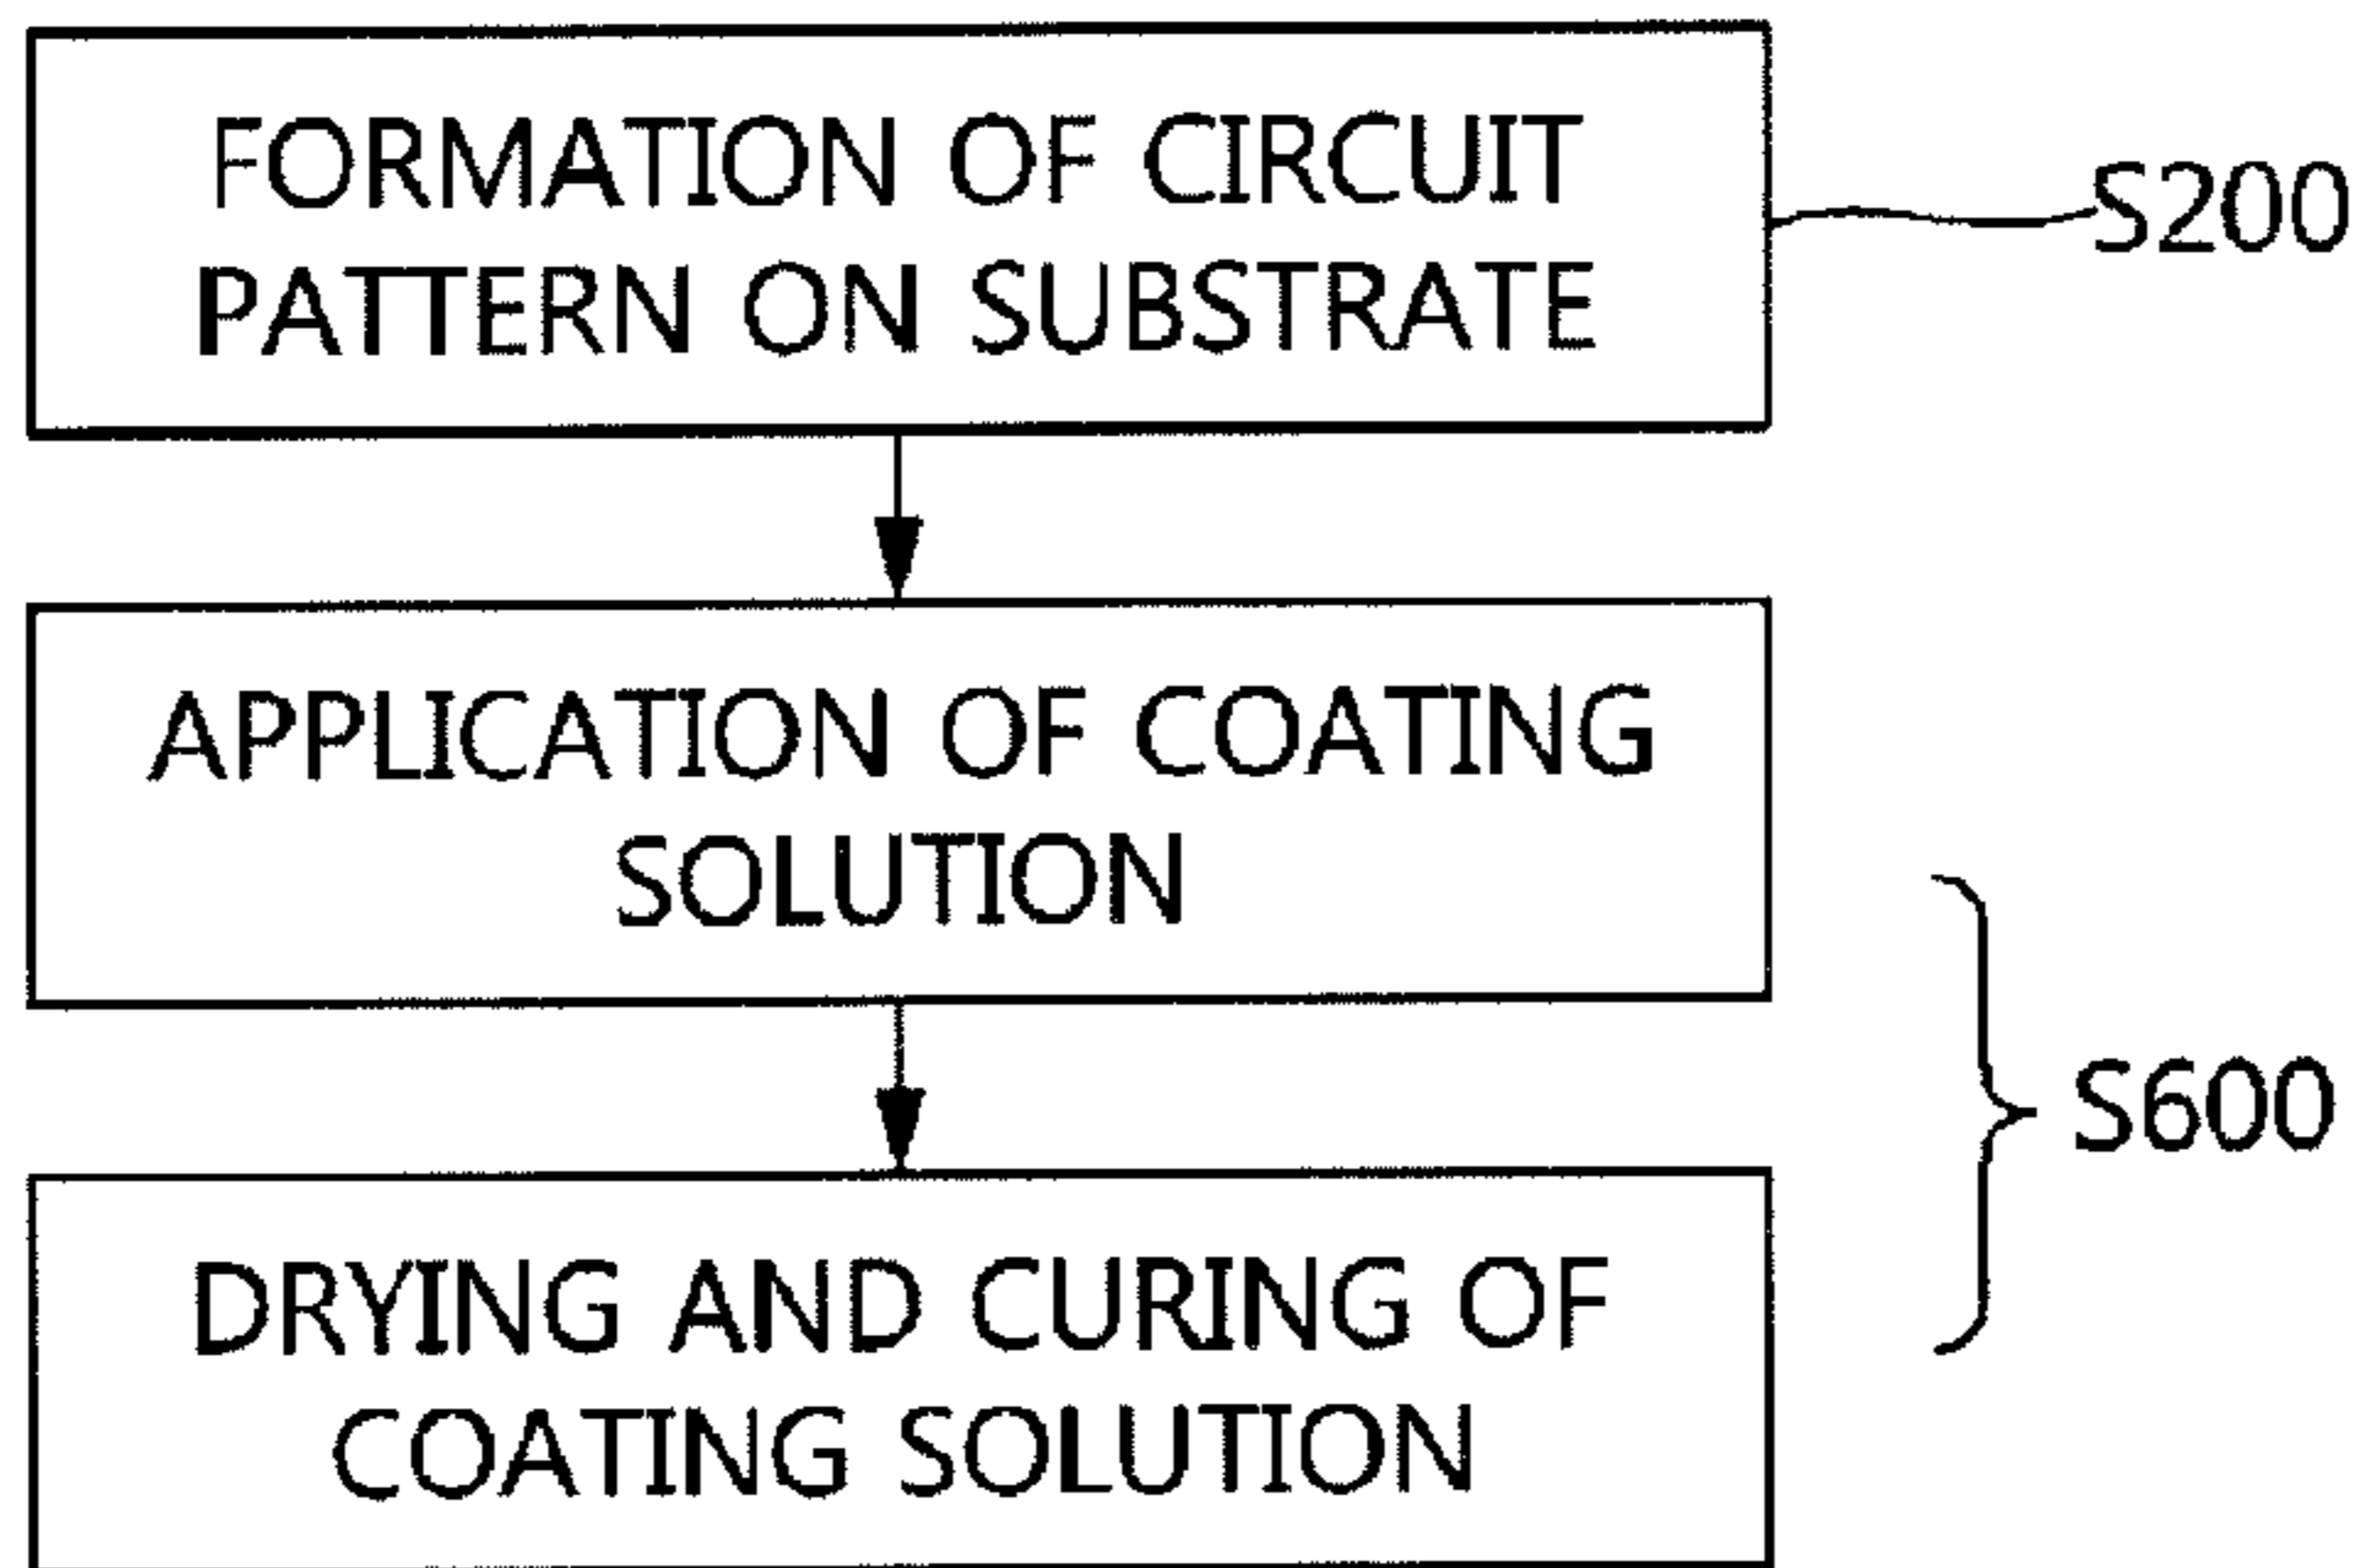 FORMATION OF CIRCUIT
PATTERN ON SUBSTRATE
S200
APPLICATION OF COATING
SOLUTION
S600
DRYING AND CURING OF
COATING SOLUTION